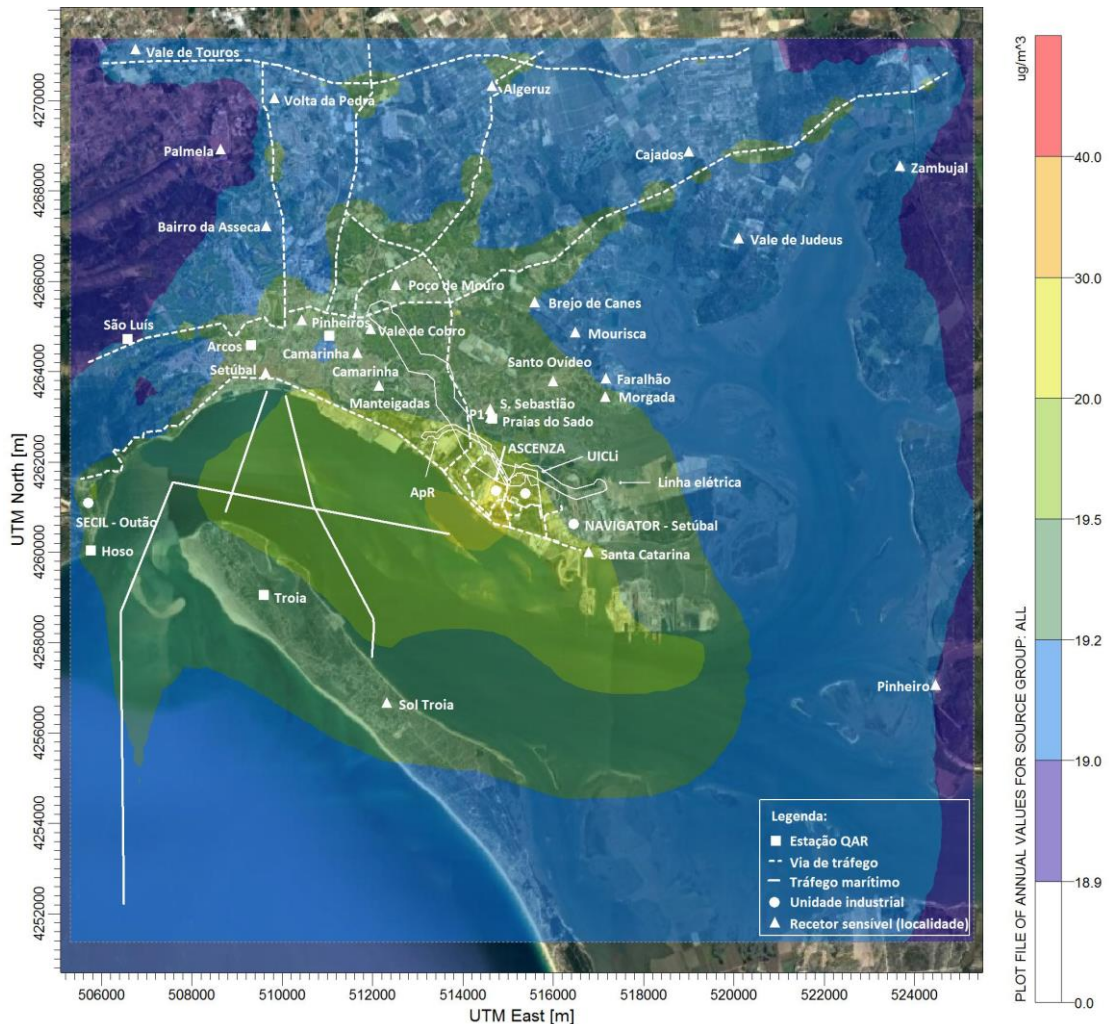 Vale de Touros
Volta da Pedra
Algeruz
Palmela
Cajados
Zambujal
Bairro da Asseca
Vale de Judeus
Poço de Mouro
Brejo de Canes
São Luís
Pinheiros
Vale de Cobro
Mourisca
Arcos
Camarinha
Santo Ovídeo
Setúbal
Camarinha
Faralhão
Manteigadas
Morgada
S. Sebastião
P1
Praias do Sado
ASCENZA
UICLi
ApR
Linha elétrica
SECIL - Outão
NAVIGATOR - Setúbal
Hoso
Santa Catarina
Troia
Pinheiro
Sol Troia
Legenda:
Estação QAR
Via de tráfego
Tráfego marítimo
Unidade industrial
Recetor sensível (localidade)
UTM North [m]
4270000
4268000
4266000
4264000
4262000
4260000
4258000
4256000
4254000
4252000
506000 508000 510000 512000 514000 516000 518000 520000 522000 524000
UTM East [m]
PLOT FILE OF ANNUAL VALUES FOR SOURCE GROUP: ALL
ug/m^3
40.0
30.0
20.0
19.5
19.2
19.0
18.9
0.0